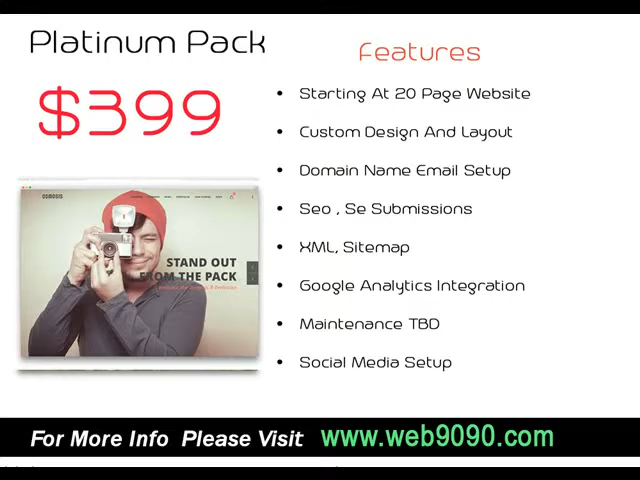 Platinum Pack
$399
Features
• Starting At 20 Page Website
• Custom Design And Layout
• Domain Name Email Setup
• Seo , Se Submissions
• XML, Sitemap
• Google Analytics Integration
• Maintenance TBD
• Social Media Setup
OSMOSIS
STAND OUT
FROM THE PACK
For More Info Please Visit www.web9090.com